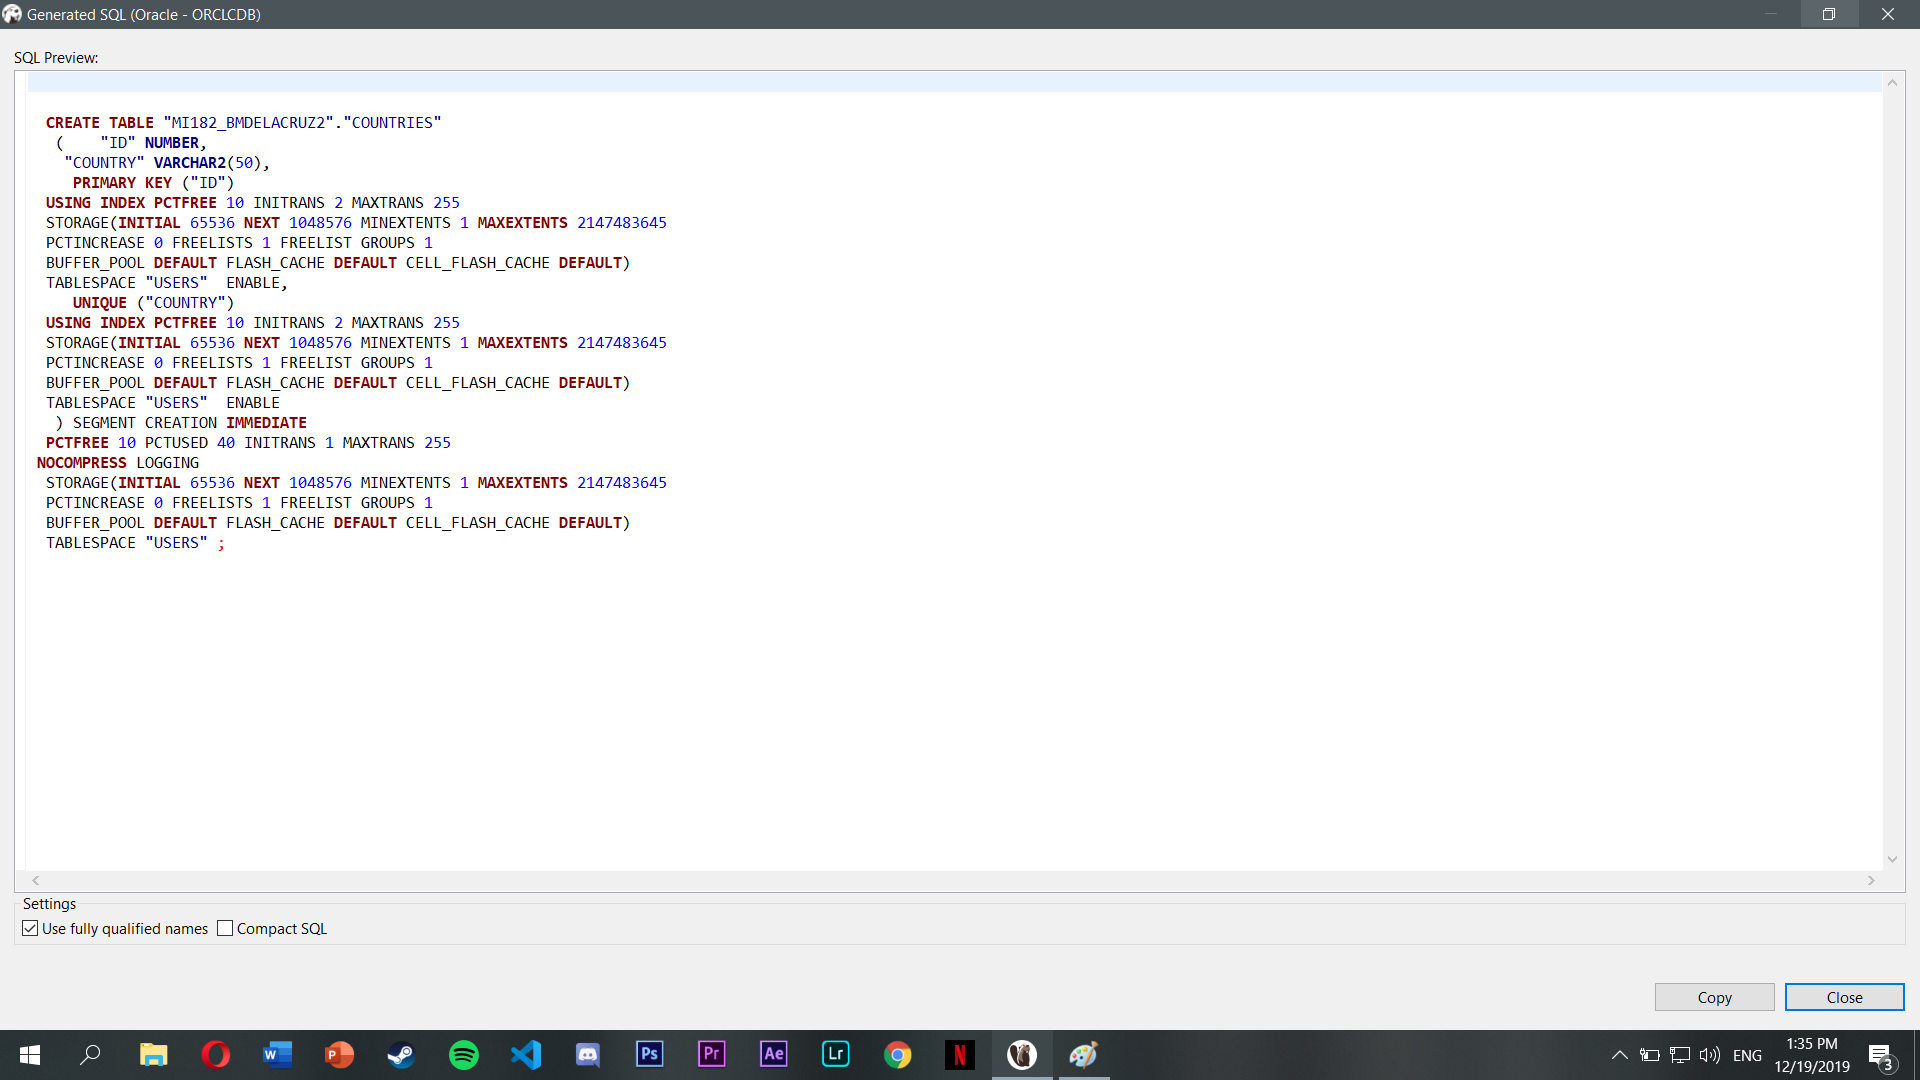 Generated SQL (Oracle - ORCLCDB)
SQL Preview:
CREATE TABLE "MI182_BMDELACRUZ2"."COUNTRIES"
( "ID" NUMBER,
"COUNTRY" VARCHAR2(50),
PRIMARY KEY ("ID")
USING INDEX PCTFREE 10 INITRANS 2 MAXTRANS 255
STORAGE(INITIAL 65536 NEXT 1048576 MINEXTENTS 1 MAXEXTENTS 2147483645
PCTINCREASE 0 FREELISTS 1 FREELIST GROUPS 1
BUFFER_POOL DEFAULT FLASH_CACHE DEFAULT CELL_FLASH_CACHE DEFAULT)
TABLESPACE "USERS"  ENABLE,
UNIQUE ("COUNTRY")
USING INDEX PCTFREE 10 INITRANS 2 MAXTRANS 255
STORAGE(INITIAL 65536 NEXT 1048576 MINEXTENTS 1 MAXEXTENTS 2147483645
PCTINCREASE 0 FREELISTS 1 FREELIST GROUPS 1
BUFFER_POOL DEFAULT FLASH_CACHE DEFAULT CELL_FLASH_CACHE DEFAULT)
TABLESPACE "USERS"  ENABLE
) SEGMENT CREATION IMMEDIATE
PCTFREE 10 PCTUSED 40 INITRANS 1 MAXTRANS 255
NOCOMPRESS LOGGING
STORAGE(INITIAL 65536 NEXT 1048576 MINEXTENTS 1 MAXEXTENTS 2147483645
PCTINCREASE 0 FREELISTS 1 FREELIST GROUPS 1
BUFFER_POOL DEFAULT FLASH_CACHE DEFAULT CELL_FLASH_CACHE DEFAULT)
TABLESPACE "USERS" ;
Settings
Use fully qualified names Compact SQL
Copy Close
W P Ps Pr Ae Lrc N ENG 1:35 PM
12/19/2019 3